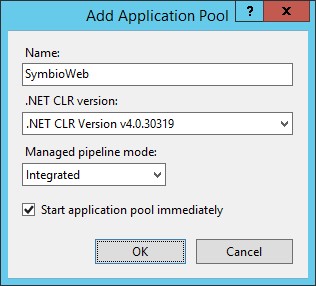 Add Application Pool
?
Name:
SymbioWeb
.NET CLR version:
.NET CLR Version v4.0.30319
Managed pipeline mode:
Integrated
Start application pool immediately
OK Cancel